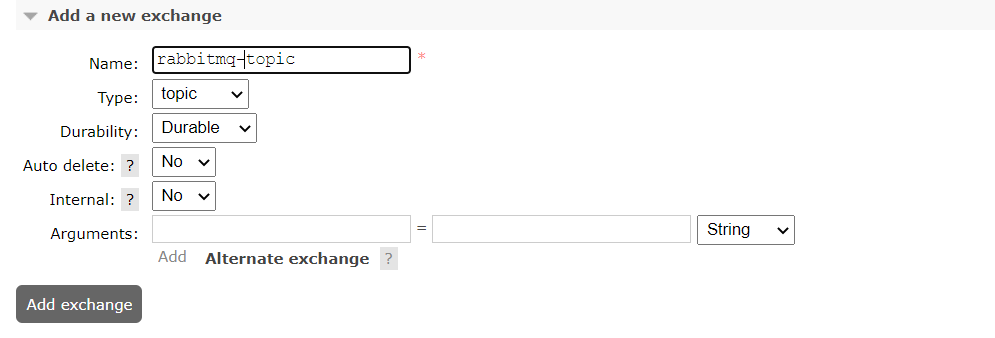 Add a new exchange
Name: rabbitmq-topic *
Type: topic
Durability: Durable
Auto delete: ? No
Internal: ? No
Arguments: = String
Add Alternate exchange ?
Add exchange